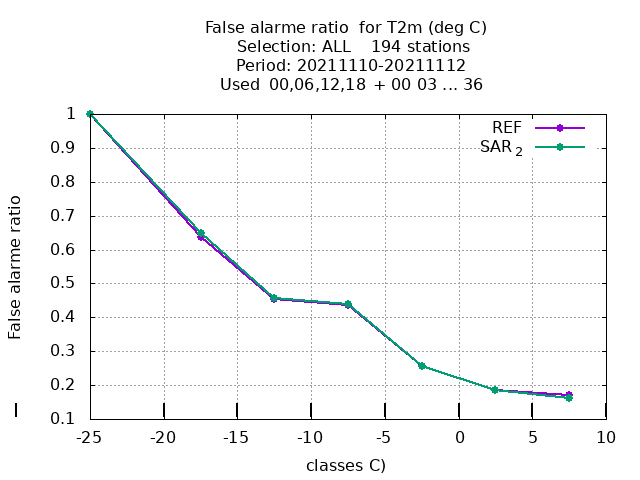 False alarme ratio for T2m (deg C)
Selection: ALL 194 stations
Period: 20211110-20211112
Used 00,06,12,18 + 00 03 ... 36
REF
SAR 2
1
0.9
0.8
0.7
0.6
0.5
0.4
0.3
0.2
0.1
False alarme ratio
-25 -20 -15 -10 -5 0 5 10
classes C)